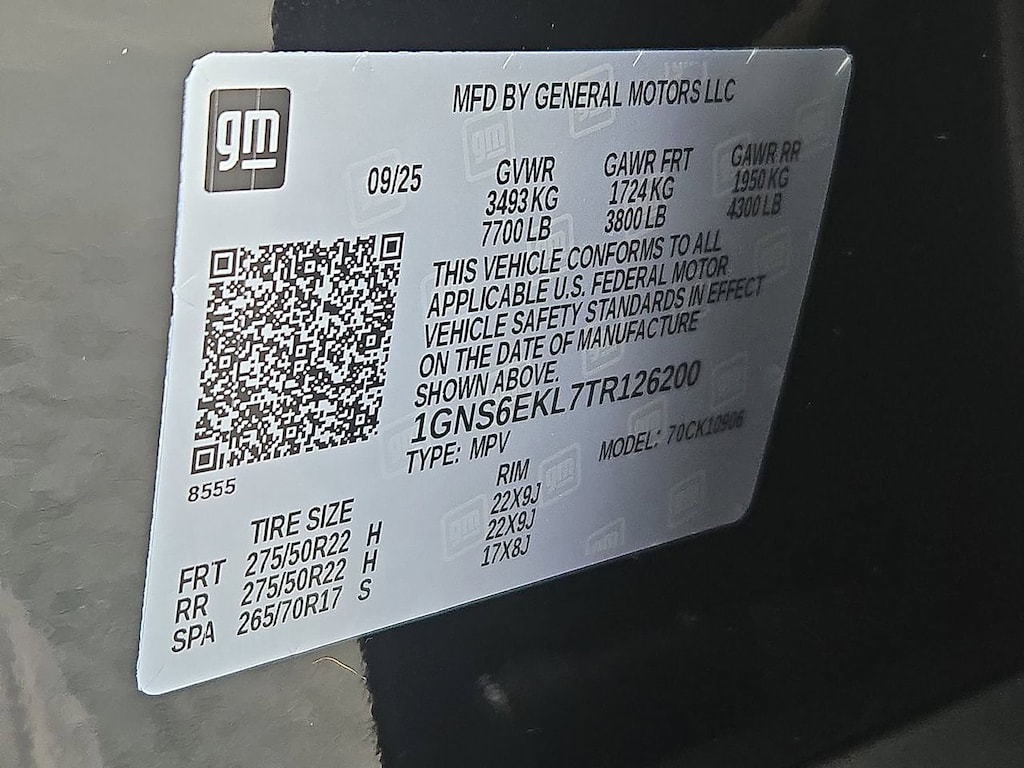 gm
MFD BY GENERAL MOTORS LLC
09/25
GVWR
3493 KG
7700 LB
GAWR FRT
1724 KG
3800 LB
GAWR RR
1950 KG
4300 LB
THIS VEHICLE CONFORMS TO ALL
APPLICABLE U.S. FEDERAL MOTOR
VEHICLE SAFETY STANDARDS IN EFFECT
ON THE DATE OF MANUFACTURE
SHOWN ABOVE.
1GNS6EKL7TR126200
TYPE: MPV
MODEL: 70CK10906
8555
TIRE SIZE
RIM
FRT 275/50R22 H 22X9J
RR 275/50R22 H 22X9J
SPA 265/70R17 S 17X8J